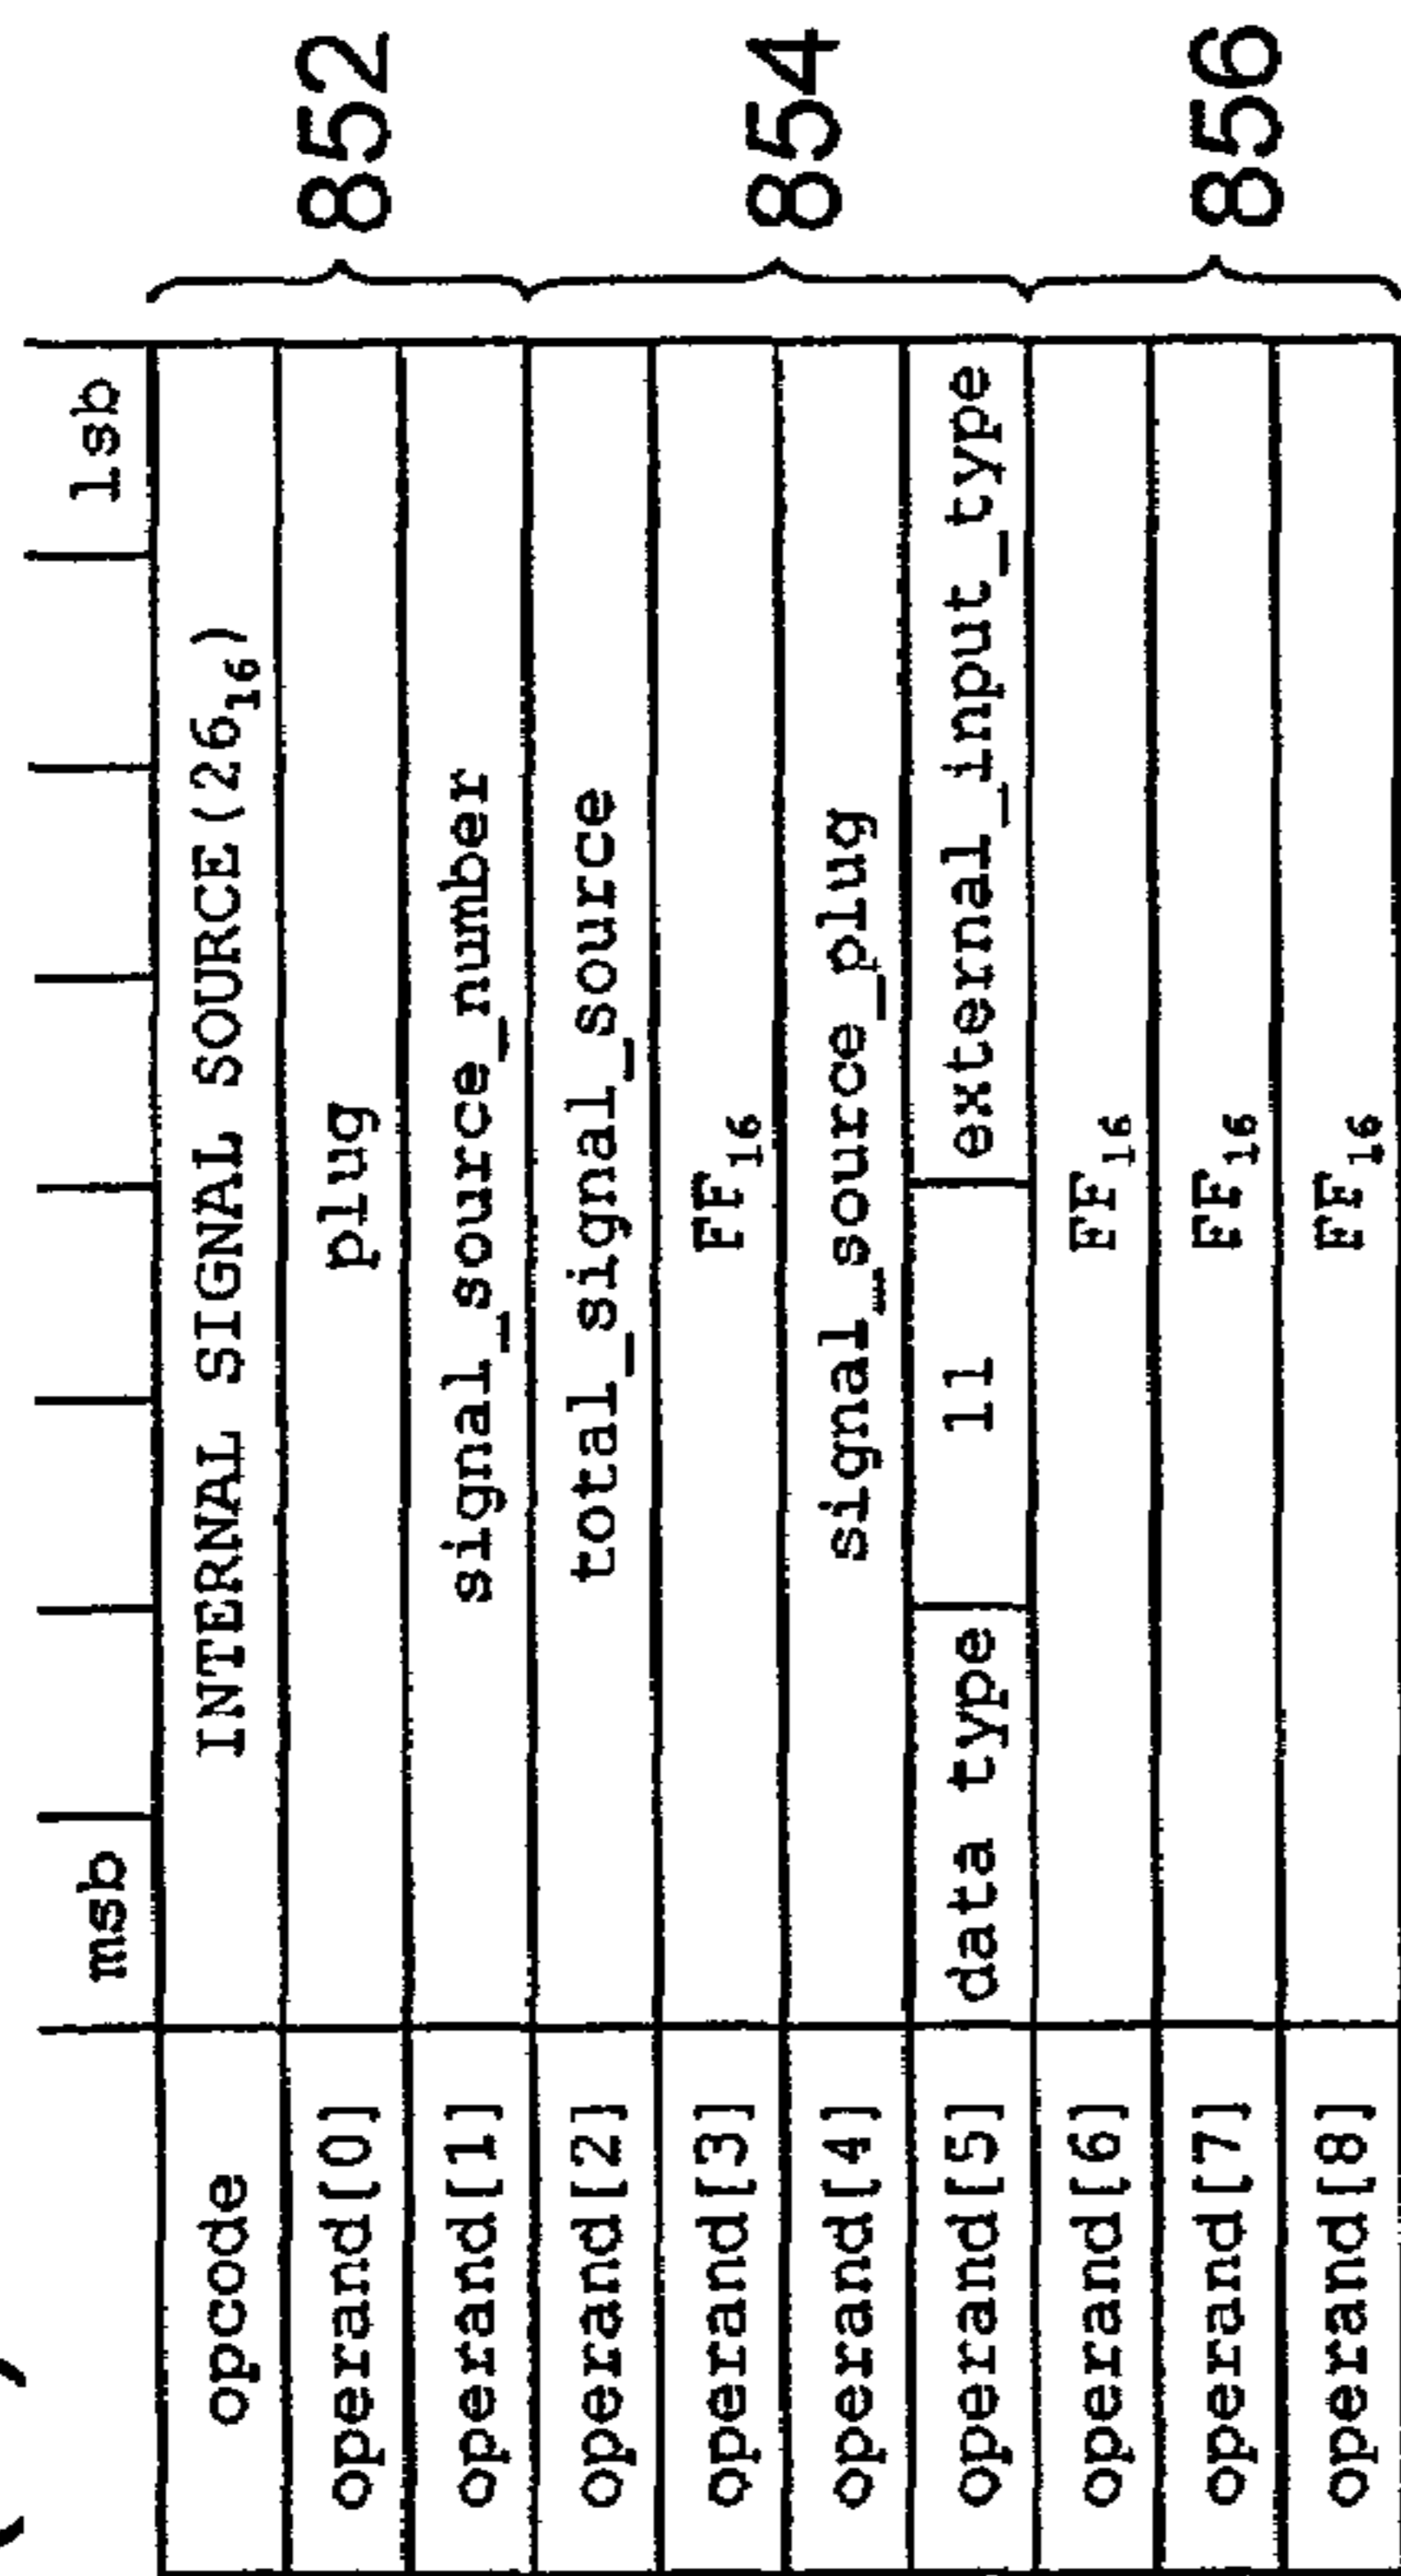 msb lsb
opcode INTERNAL SIGNAL SOURCE(26₁₆)
operand[0] plug
operand[1] signal_source_number
852
operand[2] total_signal_source
operand[3] FF₁₆
operand[4] signal_source_plug
operand[5] data type 11 external_input_type
854
operand[6] FF₁₆
operand[7] FF₁₆
operand[8] FF₁₆
856